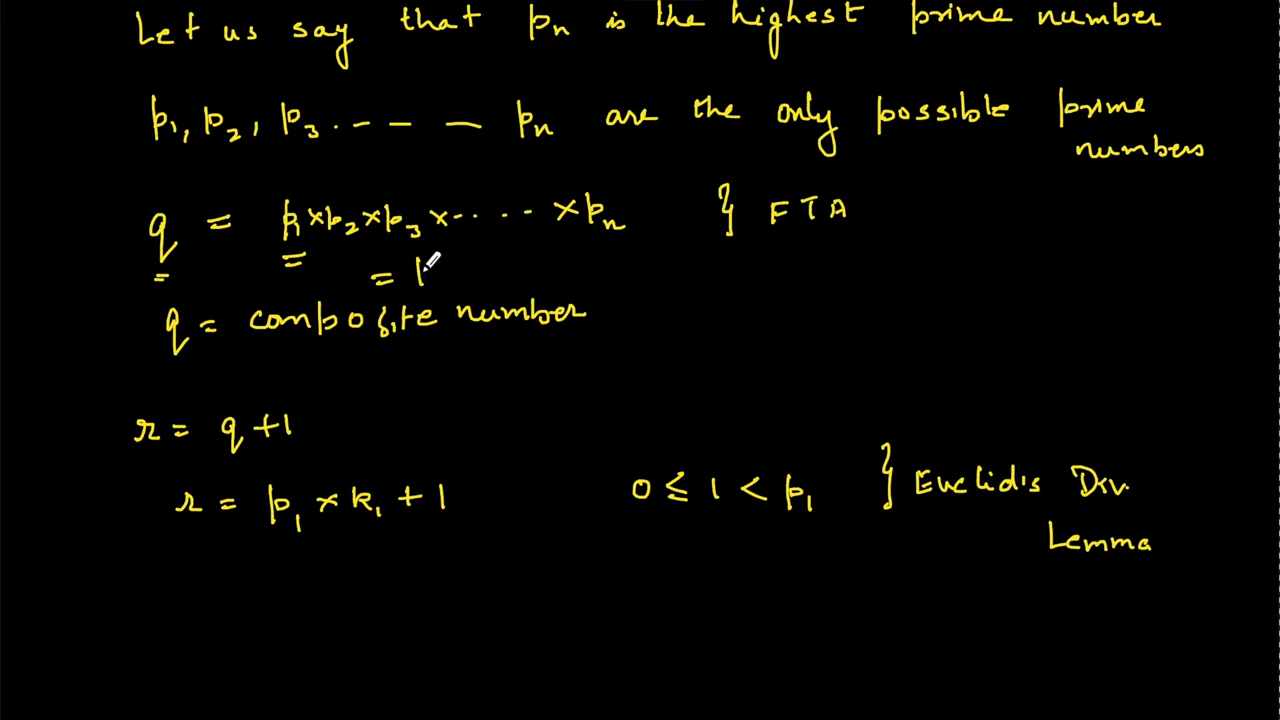 Let us say that pₙ is the highest prime number
p₁, p₂, p₃ . - - — pₙ are the only possible prime
numbers
q = p₁ × p₂ × p₃ × - . . - - × pₙ } FTA
=
q = composite number
r = q + 1
r = p₁ × k₁ + 1 0 ≤ 1 < p₁ } Euclid's Div.
Lemma